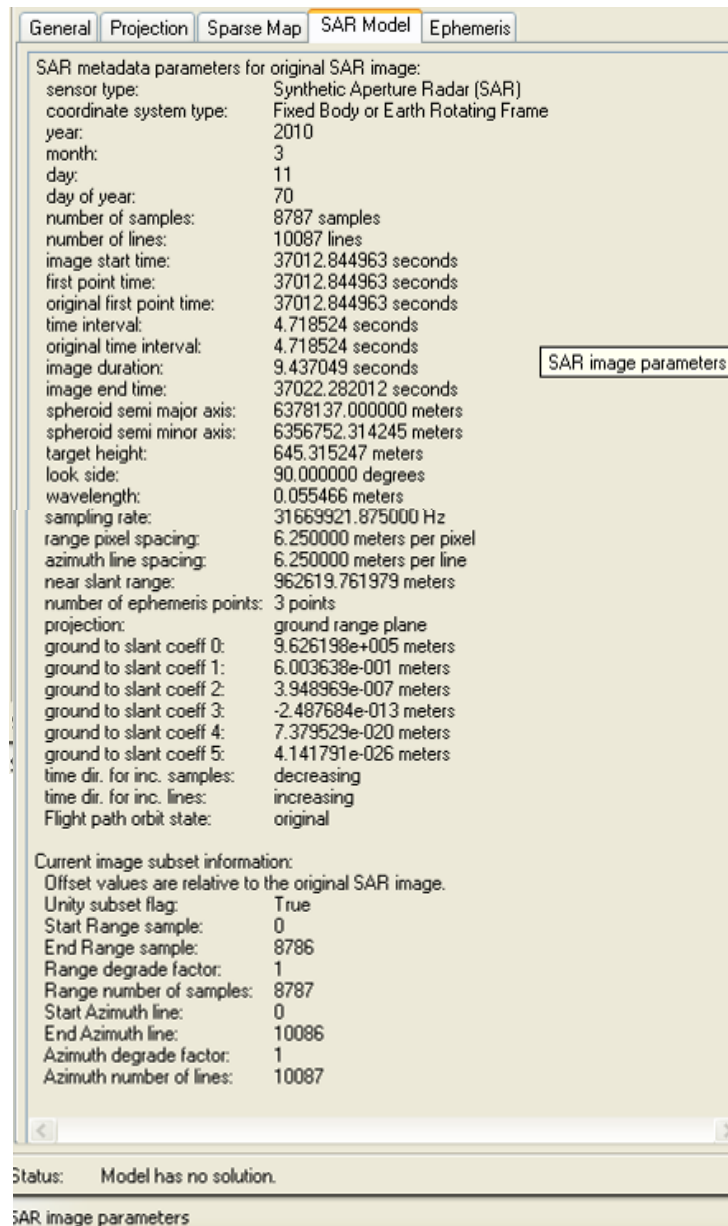 General Projection Sparse Map SAR Model Ephemeris
SAR metadata parameters for original SAR image:
sensor type: Synthetic Aperture Radar (SAR)
coordinate system type: Fixed Body or Earth Rotating Frame
year: 2010
month: 3
day: 11
day of year: 70
number of samples: 8787 samples
number of lines: 10087 lines
image start time: 37012.844963 seconds
first point time: 37012.844963 seconds
original first point time: 37012.844963 seconds
time interval: 4.718524 seconds
original time interval: 4.718524 seconds
image duration: 9.437049 seconds
SAR image parameters
image end time: 37022.282012 seconds
spheroid semi major axis: 6378137.000000 meters
spheroid semi minor axis: 6356752.314245 meters
target height: 645.315247 meters
look side: 90.000000 degrees
wavelength: 0.055466 meters
sampling rate: 31669921.875000 Hz
range pixel spacing: 6.250000 meters per pixel
azimuth line spacing: 6.250000 meters per line
near slant range: 962619.761979 meters
number of ephemeris points: 3 points
projection: ground range plane
ground to slant coeff 0: 9.626198e+005 meters
ground to slant coeff 1: 6.003638e-001 meters
ground to slant coeff 2: 3.948969e-007 meters
ground to slant coeff 3: -2.487684e-013 meters
ground to slant coeff 4: 7.379529e-020 meters
ground to slant coeff 5: 4.141791e-026 meters
time dir. for inc. samples: decreasing
time dir. for inc. lines: increasing
Flight path orbit state: original
Current image subset information:
Offset values are relative to the original SAR image.
Unity subset flag: True
Start Range sample: 0
End Range sample: 8786
Range degrade factor: 1
Range number of samples: 8787
Start Azimuth line: 0
End Azimuth line: 10086
Azimuth degrade factor: 1
Azimuth number of lines: 10087
Status: Model has no solution.
SAR image parameters